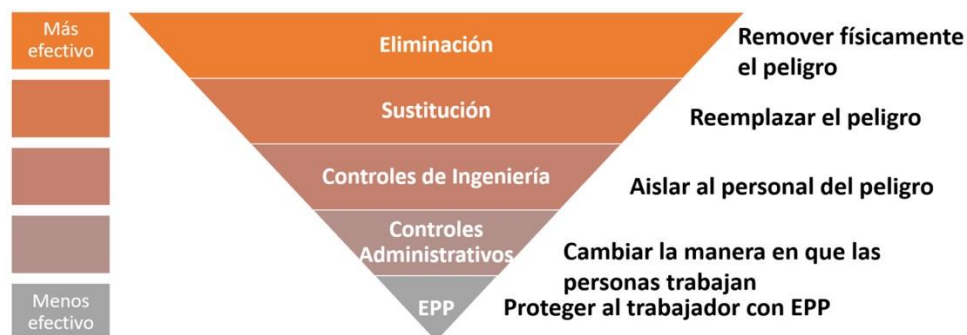 Más
efectivo
Eliminación
Remover físicamente
el peligro
Sustitución
Reemplazar el peligro
Controles de Ingeniería
Aislar al personal del peligro
Controles
Administrativos
Cambiar la manera en que las
personas trabajan
Menos
efectivo
EPP
Proteger al trabajador con EPP